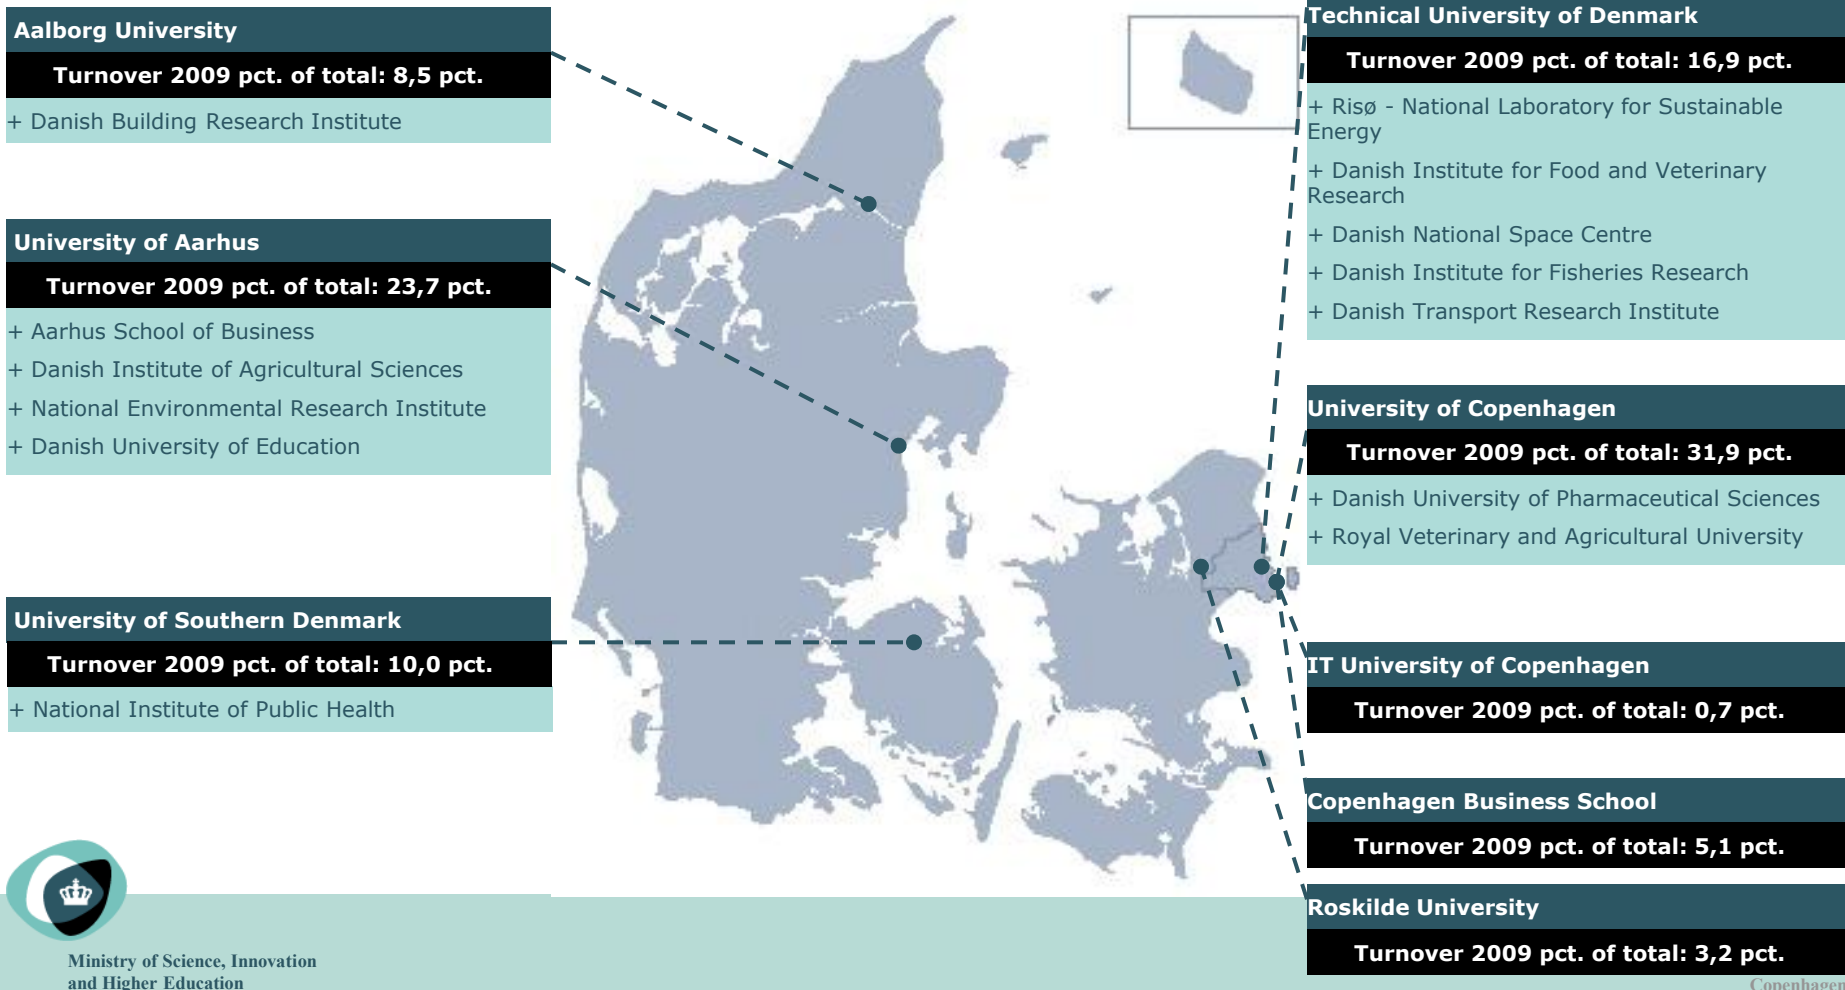 Aalborg University
Turnover 2009 pct. of total: 8,5 pct.
+ Danish Building Research Institute
University of Aarhus
Turnover 2009 pct. of total: 23,7 pct.
+ Aarhus School of Business
+ Danish Institute of Agricultural Sciences
+ National Environmental Research Institute
+ Danish University of Education
University of Southern Denmark
Turnover 2009 pct. of total: 10,0 pct.
+ National Institute of Public Health
Technical University of Denmark
Turnover 2009 pct. of total: 16,9 pct.
+ Risø - National Laboratory for Sustainable
Energy
+ Danish Institute for Food and Veterinary
Research
+ Danish National Space Centre
+ Danish Institute for Fisheries Research
+ Danish Transport Research Institute
University of Copenhagen
Turnover 2009 pct. of total: 31,9 pct.
+ Danish University of Pharmaceutical Sciences
+ Royal Veterinary and Agricultural University
IT University of Copenhagen
Turnover 2009 pct. of total: 0,7 pct.
Copenhagen Business School
Turnover 2009 pct. of total: 5,1 pct.
Roskilde University
Turnover 2009 pct. of total: 3,2 pct.
Ministry of Science, Innovation
and Higher Education
Copenhagen